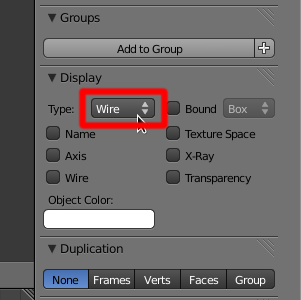 Groups
Add to Group
Display
Type: Wire Bound Box
Name Texture Space
Axis X-Ray
Wire Transparency
Object Color:
Duplication
None Frames Verts Faces Group